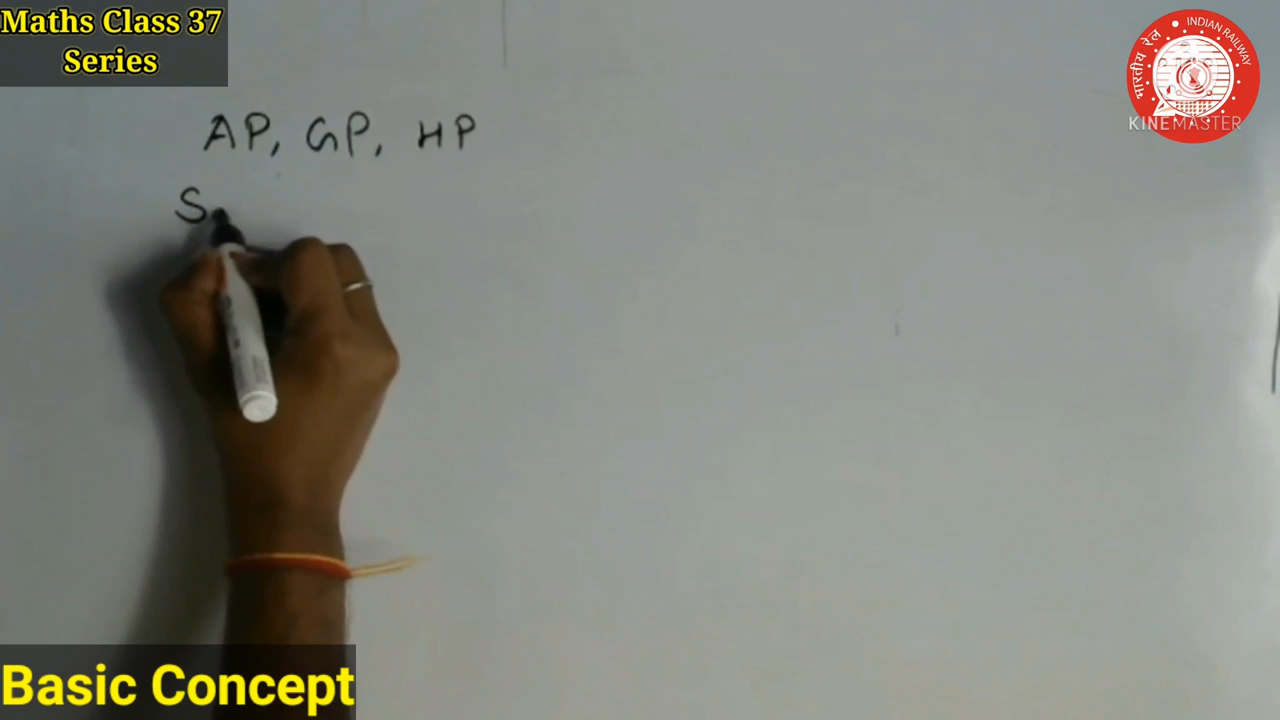 Maths Class 37
Series
भारतीय रेल
INDIAN RAILWAY
KINEMASTER
AP, GP, HP
S
Basic Concept